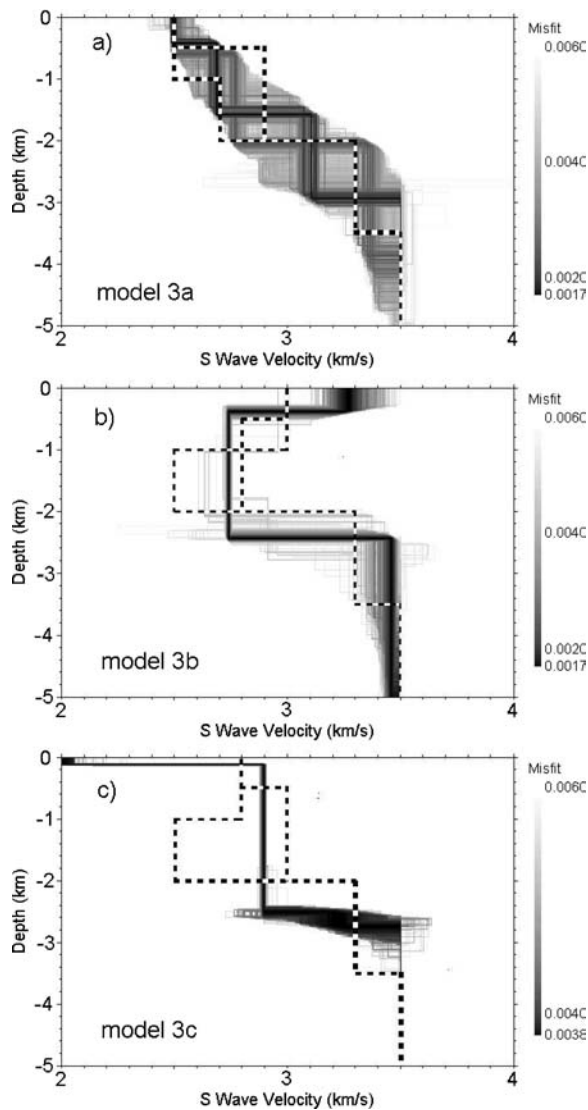 a)
Misfit
0.0060
0
-1
-2
-3
-4
-5
Depth (km)
0.0040
0.0020
0.0017
model 3a
2 3 4
S Wave Velocity (km/s)
b)
Misfit
0.0060
0
-1
-2
-3
-4
-5
Depth (km)
0.0040
0.0020
0.0017
model 3b
2 3 4
S Wave Velocity (km/s)
c)
Misfit
0.0060
0
-1
-2
-3
-4
-5
Depth (km)
0.0040
0.0038
model 3c
2 3 4
S Wave Velocity (km/s)